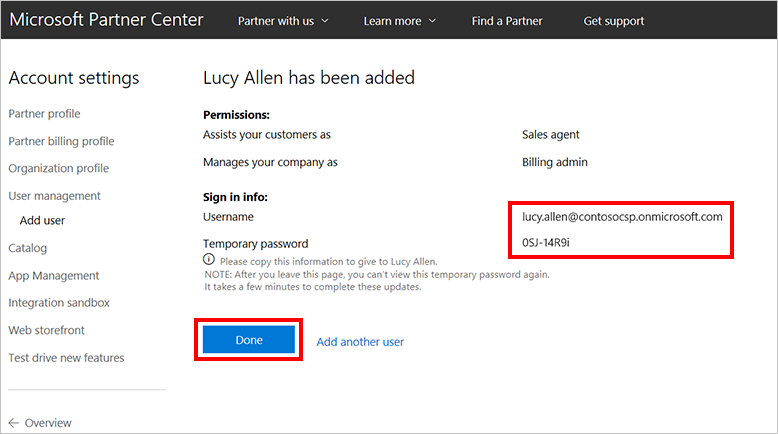 Microsoft Partner Center
Partner with us
Learn more
Find a Partner
Get support
Account settings
Partner profile
Partner billing profile
Organization profile
User management
Add user
Catalog
App Management
Integration sandbox
Web storefront
Test drive new features
Overview
Lucy Allen has been added
Permissions:
Assists your customers as Sales agent
Manages your company as Billing admin
Sign in info:
Username lucy.allen@contosocsp.onmicrosoft.com
Temporary password 0SJ-14R9i
Please copy this information to give to Lucy Allen.
NOTE: After you leave this page, you can't view this temporary password again.
It takes a few minutes to complete these updates.
Done
Add another user